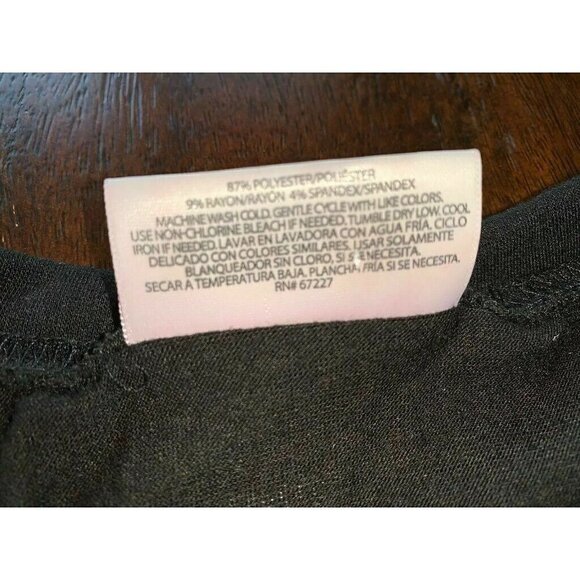 87% POLYESTER/POLIÉSTER
9% RAYON/RAYÓN 4% SPANDEX/SPANDEX
MACHINE WASH COLD. GENTLE CYCLE WITH LIKE COLORS.
USE NON-CHLORINE BLEACH IF NEEDED. TUMBLE DRY LOW. COOL
IRON IF NEEDED. LAVAR EN LAVADORA CON AGUA FRÍA. CICLO
DELICADO CON COLORES SIMILARES. USAR SOLAMENTE
BLANQUEADOR SIN CLORO, SI SE NECESITA.
SECAR A TEMPERATURA BAJA. PLANCHA FRÍA SI SE NECESITA.
RN# 67227